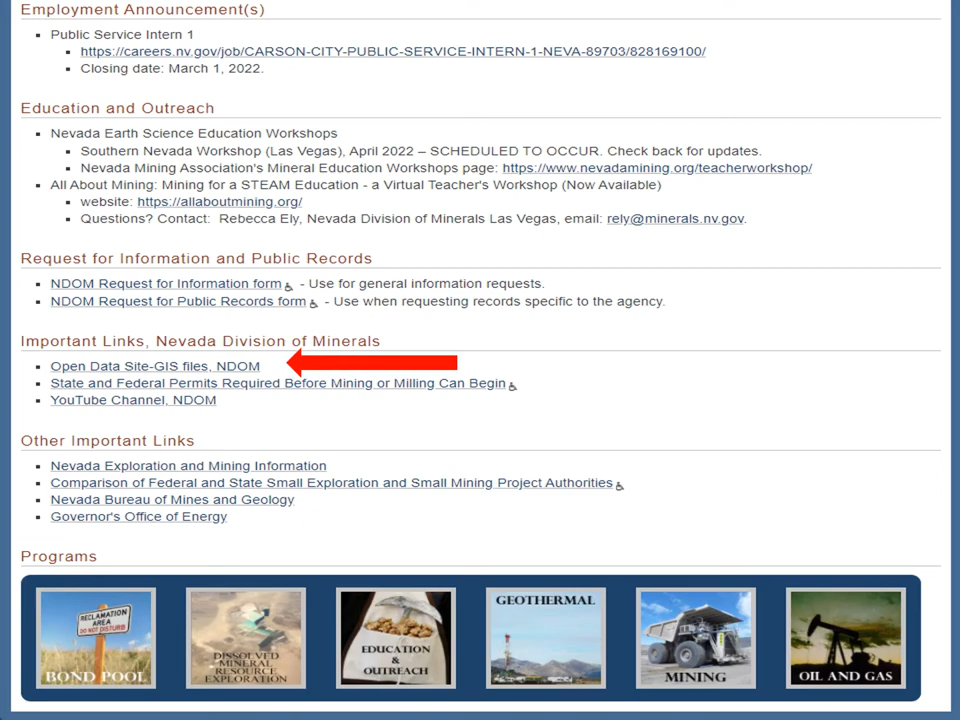 Employment Announcement(s)
Public Service Intern 1
https://careers.nv.gov/job/CARSON-CITY-PUBLIC-SERVICE-INTERN-1-NEVA-89703/828169100/
Closing date: March 1, 2022.
Education and Outreach
Nevada Earth Science Education Workshops
Southern Nevada Workshop (Las Vegas), April 2022 – SCHEDULED TO OCCUR. Check back for updates.
Nevada Mining Association's Mineral Education Workshops page: https://www.nevadamining.org/teacherworkshop/
All About Mining: Mining for a STEAM Education - a Virtual Teacher's Workshop (Now Available)
website: https://allaboutmining.org/
Questions? Contact:  Rebecca Ely, Nevada Division of Minerals Las Vegas, email: rely@minerals.nv.gov.
Request for Information and Public Records
NDOM Request for Information form - Use for general information requests.
NDOM Request for Public Records form - Use when requesting records specific to the agency.
Important Links, Nevada Division of Minerals
Open Data Site-GIS files, NDOM
State and Federal Permits Required Before Mining or Milling Can Begin
YouTube Channel, NDOM
Other Important Links
Nevada Exploration and Mining Information
Comparison of Federal and State Small Exploration and Small Mining Project Authorities
Nevada Bureau of Mines and Geology
Governor's Office of Energy
Programs
RECLAMATION
AREA
DO NOT DISTURB
BOND POOL
DISSOLVED
MINERAL
RESOURCE
EXPLORATION
EDUCATION
&
OUTREACH
GEOTHERMAL
MINING
OIL AND GAS